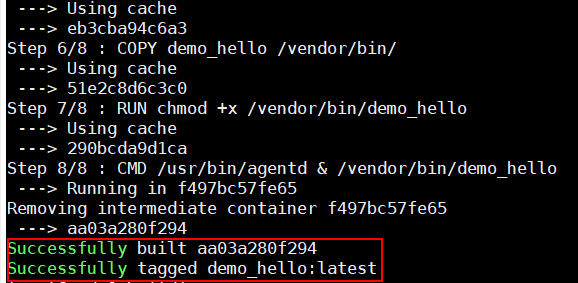 ---> Using cache
---> eb3cba94c6a3
Step 6/8 : COPY demo_hello /vendor/bin/
---> Using cache
---> 51e2c8d6c3c0
Step 7/8 : RUN chmod +x /vendor/bin/demo_hello
---> Using cache
---> 290bcda9d1ca
Step 8/8 : CMD /usr/bin/agentd & /vendor/bin/demo_hello
---> Running in f497bc57fe65
Removing intermediate container f497bc57fe65
---> aa03a280f294
Successfully built aa03a280f294
Successfully tagged demo_hello:latest